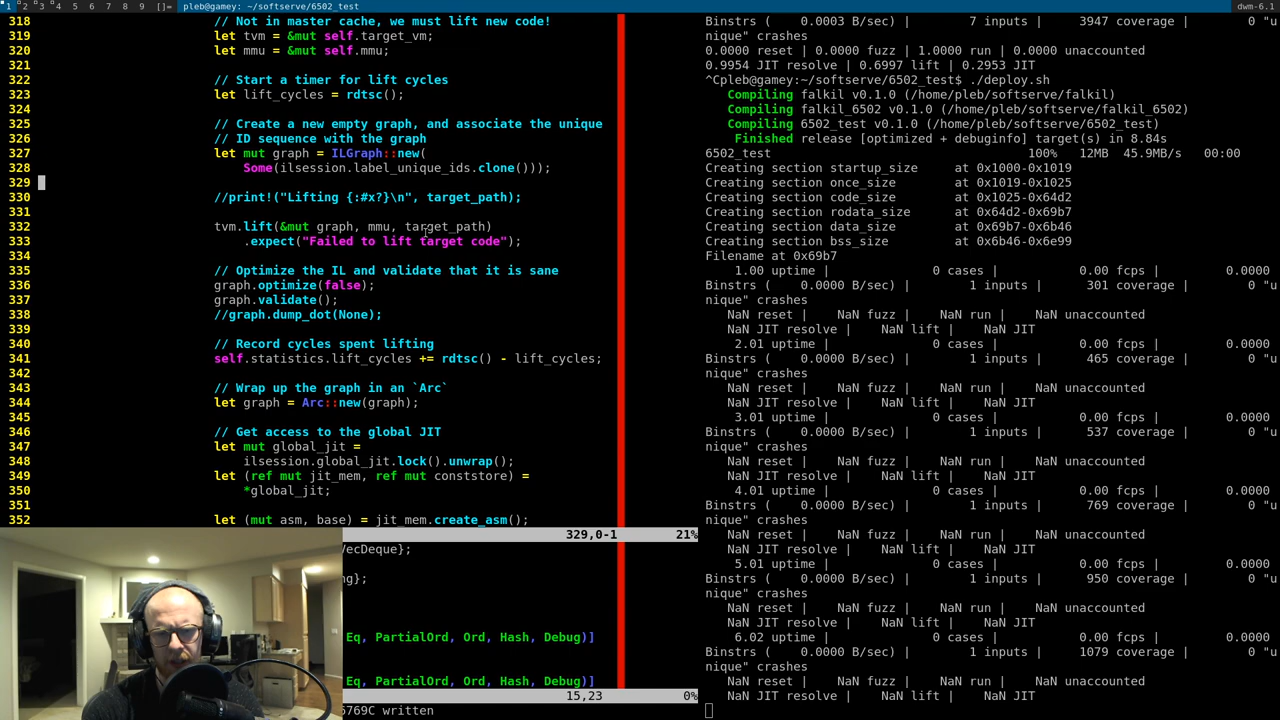 1 2 3 4 5 6 7 8 9 []= pleb@gamey: ~/softserve/6502_test dwm-6.1
318 // Not in master cache, we must lift new code!
319 let tvm = &mut self.target_vm;
320 let mmu = &mut self.mmu;
321
322 // Start a timer for lift cycles
323 let lift_cycles = rdtsc();
324
325 // Create a new empty graph, and associate the unique
326 // ID sequence with the graph
327 let mut graph = ILGraph::new(
328 Some(ilsession.label_unique_ids.clone()));
329
330 //print!("Lifting {:#x?}\n", target_path);
331
332 tvm.lift(&mut graph, mmu, target_path)
333 .expect("Failed to lift target code");
334
335 // Optimize the IL and validate that it is sane
336 graph.optimize(false);
337 graph.validate();
338 //graph.dump_dot(None);
339
340 // Record cycles spent lifting
341 self.statistics.lift_cycles += rdtsc() - lift_cycles;
342
343 // Wrap up the graph in an `Arc`
344 let graph = Arc::new(graph);
345
346 // Get access to the global JIT
347 let mut global_jit =
348 ilsession.global_jit.lock().unwrap();
349 let (ref mut jit_mem, ref mut conststore) =
350 *global_jit;
351
352 let (mut asm, base) = jit_mem.create_asm();
329,0-1 21%
VecDeque};
ng};
Eq, PartialOrd, Ord, Hash, Debug)]
Eq, PartialOrd, Ord, Hash, Debug)]
15,23 0%
6769C written
Binstrs ( 0.0003 B/sec) | 7 inputs | 3947 coverage | 0 "u
nique" crashes
0.0000 reset | 0.0000 fuzz | 1.0000 run | 0.0000 unaccounted
0.9954 JIT resolve | 0.6997 lift | 0.2953 JIT
^Cpleb@gamey:~/softserve/6502_test$ ./deploy.sh
Compiling falkil v0.1.0 (/home/pleb/softserve/falkil)
Compiling falkil_6502 v0.1.0 (/home/pleb/softserve/falkil_6502)
Compiling 6502_test v0.1.0 (/home/pleb/softserve/6502_test)
Finished release [optimized + debuginfo] target(s) in 8.84s
6502_test 100% 12MB 45.9MB/s 00:00
Creating section startup_size at 0x1000-0x1019
Creating section once_size at 0x1019-0x1025
Creating section code_size at 0x1025-0x64d2
Creating section rodata_size at 0x64d2-0x69b7
Creating section data_size at 0x69b7-0x6b46
Creating section bss_size at 0x6b46-0x6e99
Filename at 0x69b7
1.00 uptime | 0 cases | 0.00 fcps | 0.0000
Binstrs ( 0.0000 B/sec) | 1 inputs | 301 coverage | 0 "u
nique" crashes
NaN reset | NaN fuzz | NaN run | NaN unaccounted
NaN JIT resolve | NaN lift | NaN JIT
2.01 uptime | 0 cases | 0.00 fcps | 0.0000
Binstrs ( 0.0000 B/sec) | 1 inputs | 465 coverage | 0 "u
nique" crashes
NaN reset | NaN fuzz | NaN run | NaN unaccounted
NaN JIT resolve | NaN lift | NaN JIT
3.01 uptime | 0 cases | 0.00 fcps | 0.0000
Binstrs ( 0.0000 B/sec) | 1 inputs | 537 coverage | 0 "u
nique" crashes
NaN reset | NaN fuzz | NaN run | NaN unaccounted
NaN JIT resolve | NaN lift | NaN JIT
4.01 uptime | 0 cases | 0.00 fcps | 0.0000
Binstrs ( 0.0000 B/sec) | 1 inputs | 769 coverage | 0 "u
nique" crashes
NaN reset | NaN fuzz | NaN run | NaN unaccounted
NaN JIT resolve | NaN lift | NaN JIT
5.01 uptime | 0 cases | 0.00 fcps | 0.0000
Binstrs ( 0.0000 B/sec) | 1 inputs | 950 coverage | 0 "u
nique" crashes
NaN reset | NaN fuzz | NaN run | NaN unaccounted
NaN JIT resolve | NaN lift | NaN JIT
6.02 uptime | 0 cases | 0.00 fcps | 0.0000
Binstrs ( 0.0000 B/sec) | 1 inputs | 1079 coverage | 0 "u
nique" crashes
NaN reset | NaN fuzz | NaN run | NaN unaccounted
NaN JIT resolve | NaN lift | NaN JIT